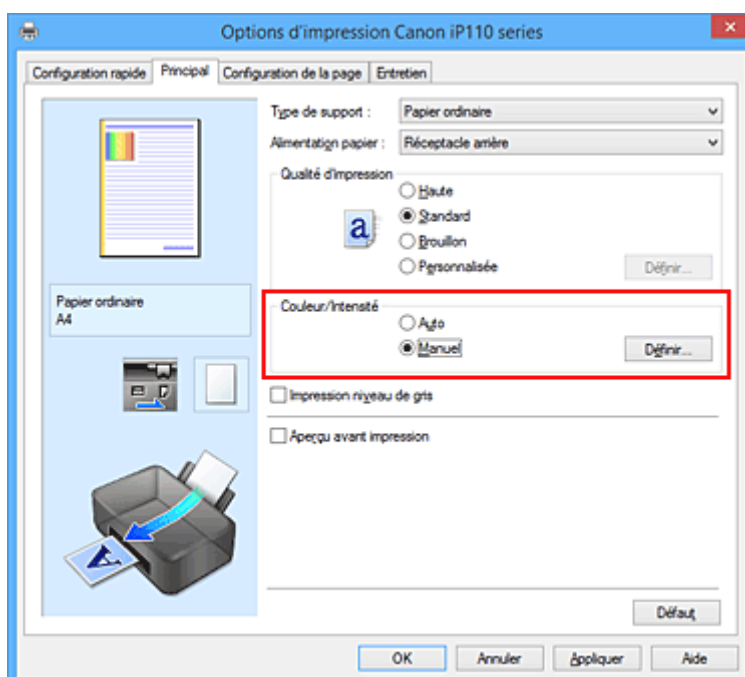 Options d'impression Canon iP110 series
Configuration rapide Principal Configuration de la page Entretien
Type de support : Papier ordinaire
Alimentation papier : Réceptacle arrière
Qualité d'impression
Haute
Standard
a
Brouillon
Personnalisée Définir...
Papier ordinaire
A4
Couleur/Intensité
Auto
Manuel Définir...
Impression niveau de gris
Aperçu avant impression
A
Défaut
OK Annuler Appliquer Aide